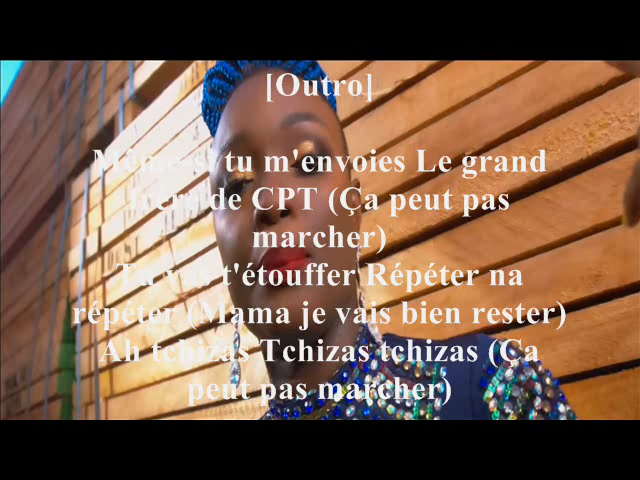 [Outro]
Même si tu m'envoies Le grand
frère de CPT (Ça peut pas
marcher)
Tu vas t'étouffer Répéter na
répéter (Mama je vais bien rester)
Ah tchizas Tchizas tchizas (Ça
peut pas marcher)